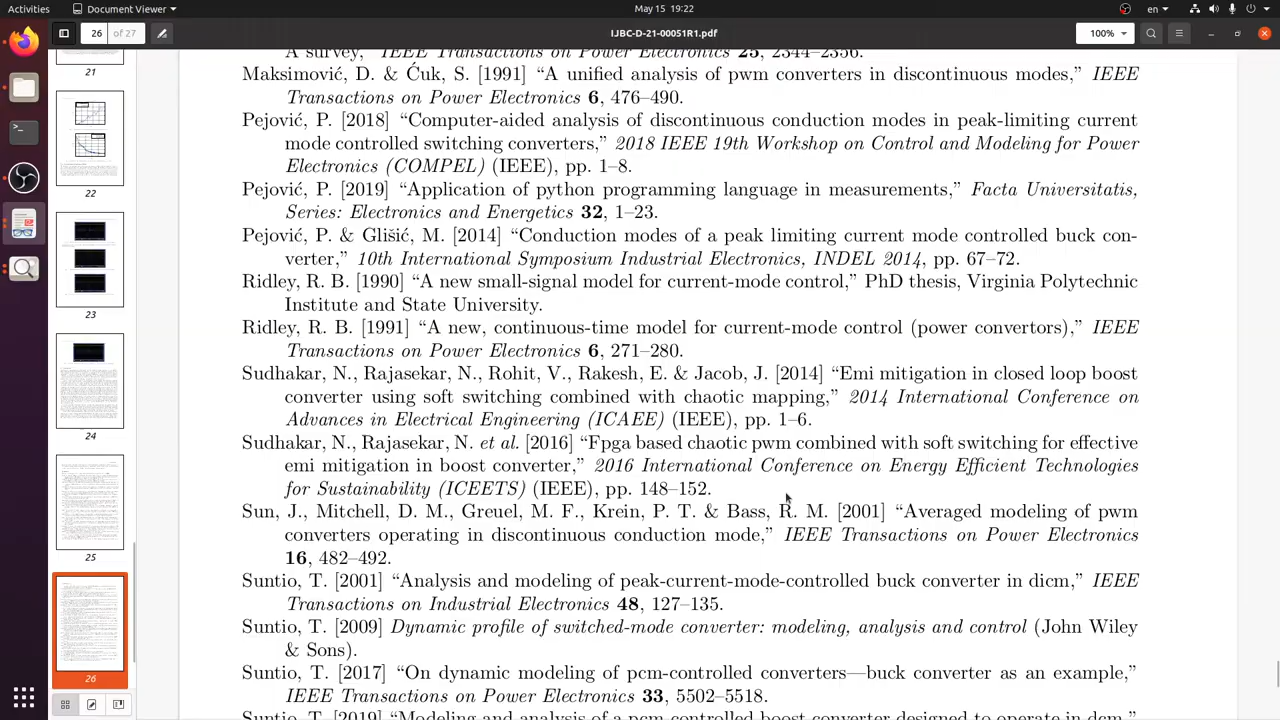 Activities
Document Viewer
May 15 19:22
en
26
of 27
IJBC-D-21-00051R1.pdf
100%
21
22
23
24
25
26
Maksimović, D. & Ćuk, S. [1991] “A unified analysis of pwm converters in discontinuous modes,” IEEE
Transactions on Power Electronics 6, 476–490.
Pejović, P. [2018] “Computer-aided analysis of discontinuous conduction modes in peak-limiting current
mode controlled switching converters,” 2018 IEEE 19th Workshop on Control and Modeling for Power
Electronics (COMPEL) (IEEE), pp. 1–8.
Pejović, P. [2019] “Application of python programming language in measurements,” Facta Universitatis,
Series: Electronics and Energetics 32, 1–23.
Pejović, P. & Glišić, M. [2014] “Conduction modes of a peak limiting current mode controlled buck con-
verter,” 10th International Symposium Industrial Electronics, INDEL 2014, pp. 67–72.
Ridley, R. B. [1990] “A new small-signal model for current-mode control,” PhD thesis, Virginia Polytechnic
Institute and State University.
Ridley, R. B. [1991] “A new, continuous-time model for current-mode control (power convertors),” IEEE
Transactions on Power Electronics 6, 271–280.
Sudhakar, N., Rajasekar, N., Rohit, V. Rakesh, E. & Jacob, J. [2014] “Emi mitigation in closed loop boost
converter using soft switching combined with chaotic mapping,” 2014 International Conference on
Advances in Electrical Engineering (ICAEE) (IEEE), pp. 1–6.
Sudhakar, N., Rajasekar, N. et al. [2016] “Fpga based chaotic pwm combined with soft switching for effective
emi mitigation in boost converter,” 2016 International Conference on Energy Efficient Technologies
for Sustainability (ICEETS) (IEEE), pp. 148–152.
Sun, J., Mitchell, D. M., Greuel, M. F., Krein, P. T. & Bass, R. M. [2001] “Averaged modeling of pwm
converters operating in discontinuous conduction mode,” IEEE Transactions on Power Electronics
16, 482–492.
Suntio, T. [2001] “Analysis and modeling of peak-current-mode-controlled buck converter in dicm,” IEEE
Transactions on Industrial Electronics 48, 127–135.
Suntio, T. [2009] Dynamic profile of switched-mode converter: modeling, analysis and control (John Wiley
& Sons).
Suntio, T. [2017] “On dynamic modeling of pcm-controlled converters—buck converter as an example,”
IEEE Transactions on Power Electronics 33, 5502–5518.
Suntio, T. [2019] “Modeling and analysis of a pcm-controlled boost converter designed to operate in dcm,”